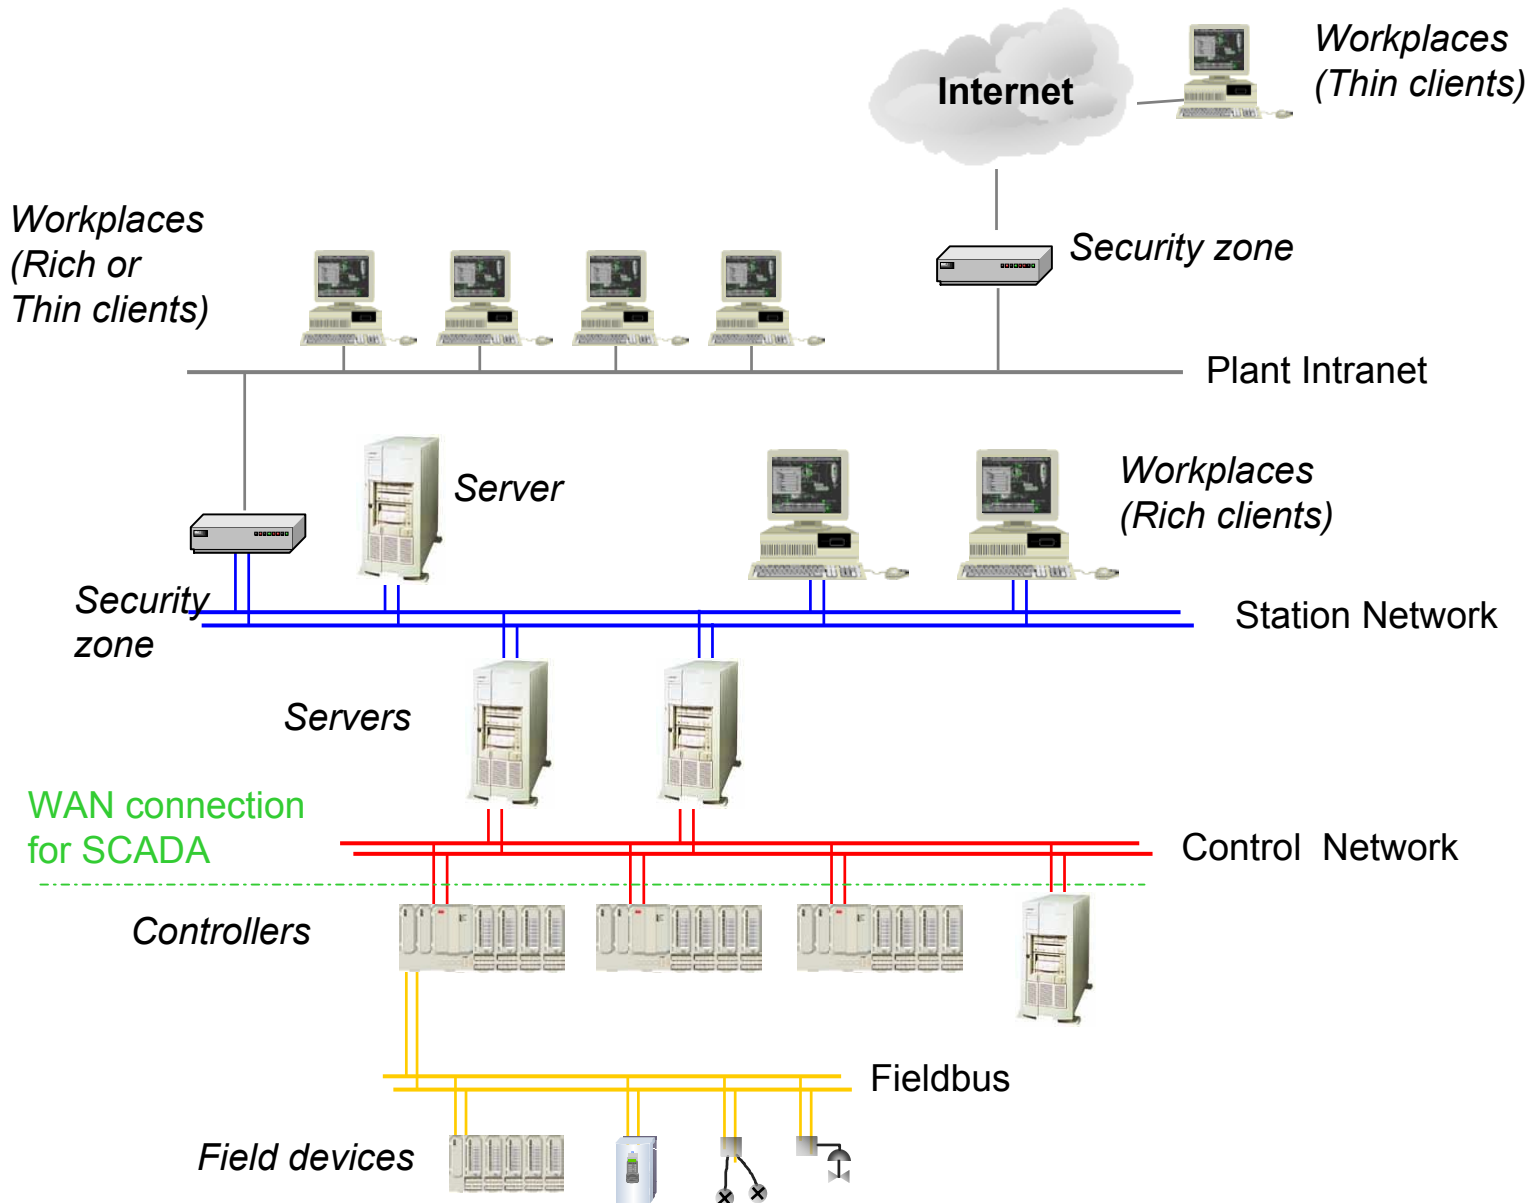 Workplaces
(Thin clients)
Internet
Workplaces
(Rich or
Thin clients)
Security zone
Plant Intranet
Server
Workplaces
(Rich clients)
Security
zone
Station Network
Servers
WAN connection
for SCADA
Control Network
Controllers
Fieldbus
Field devices